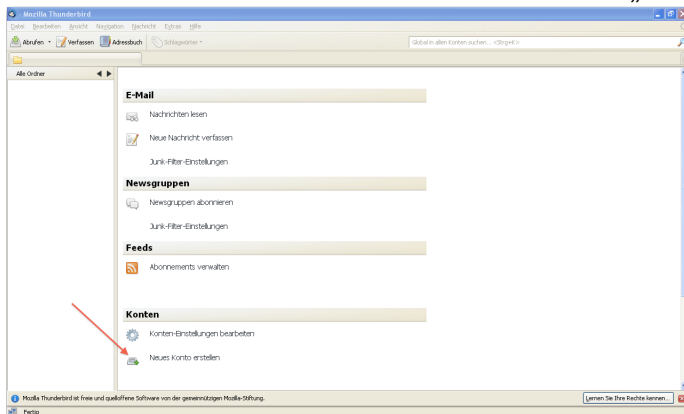 Mozilla Thunderbird
Datei Bearbeiten Ansicht Navigation Nachricht Extras Hilfe
Abrufen Verfassen Adressbuch Schlagwörter Global in allen Konten suchen... <Strg+K>
Alle Ordner
E-Mail
Nachrichten lesen
Neue Nachricht verfassen
Junk-Filter-Einstellungen
Newsgruppen
Newsgruppen abonnieren
Junk-Filter-Einstellungen
Feeds
Abonnements verwalten
Konten
Konten-Einstellungen bearbeiten
Neues Konto erstellen
Mozilla Thunderbird ist freie und quelloffene Software von der gemeinnützigen Mozilla-Stiftung. Lernen Sie Ihre Rechte kennen...
Fertig